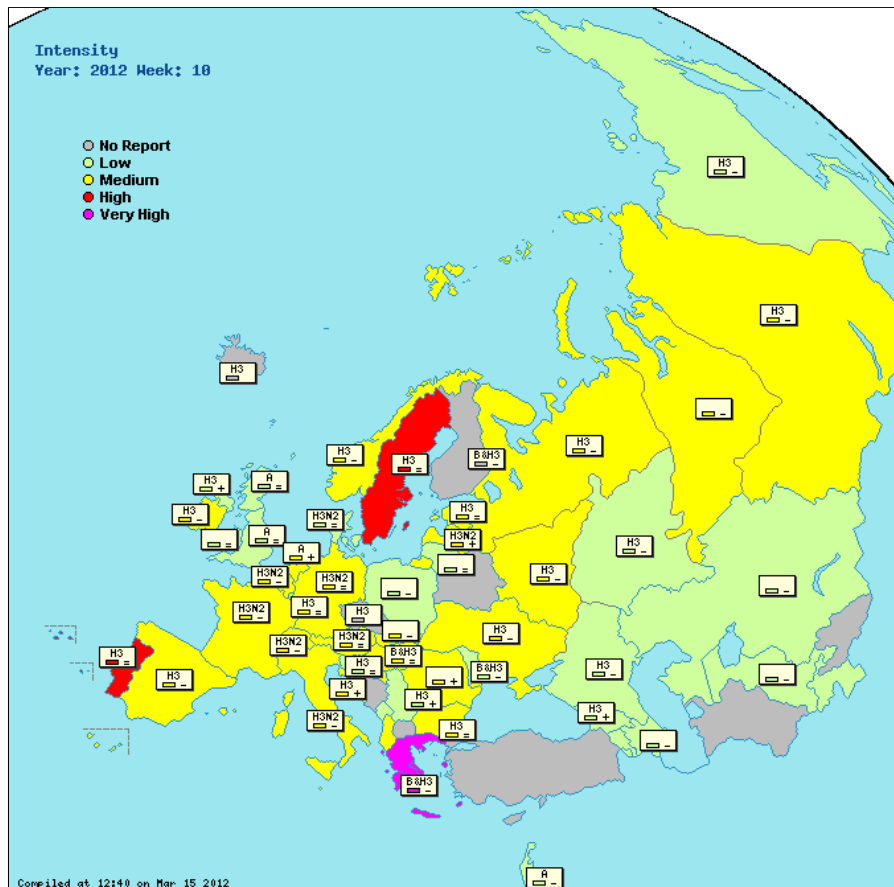 Intensity
Year: 2012 Week: 10
No Report
Low
Medium
High
Very High
H3
-
H3
-
H3
-
-
H3
-
H3
=
B&H3
-
H3
+
A
=
H3
-
=
A
=
H3N2
=
H3
=
H3N2
+
=
A
+
H3N2
-
H3N2
=
H3
-
H3
-
-
-
H3N2
-
H3
=
H3
-
H3
-
H3N2
-
H3N2
=
B&H3
=
H3
=
H3
=
H3
-
H3
+
+
B&H3
-
H3
-
-
H3
+
H3N2
-
H3
=
H3
+
-
B&H3
-
A
-
Compiled at 12:40 on Mar 15 2012